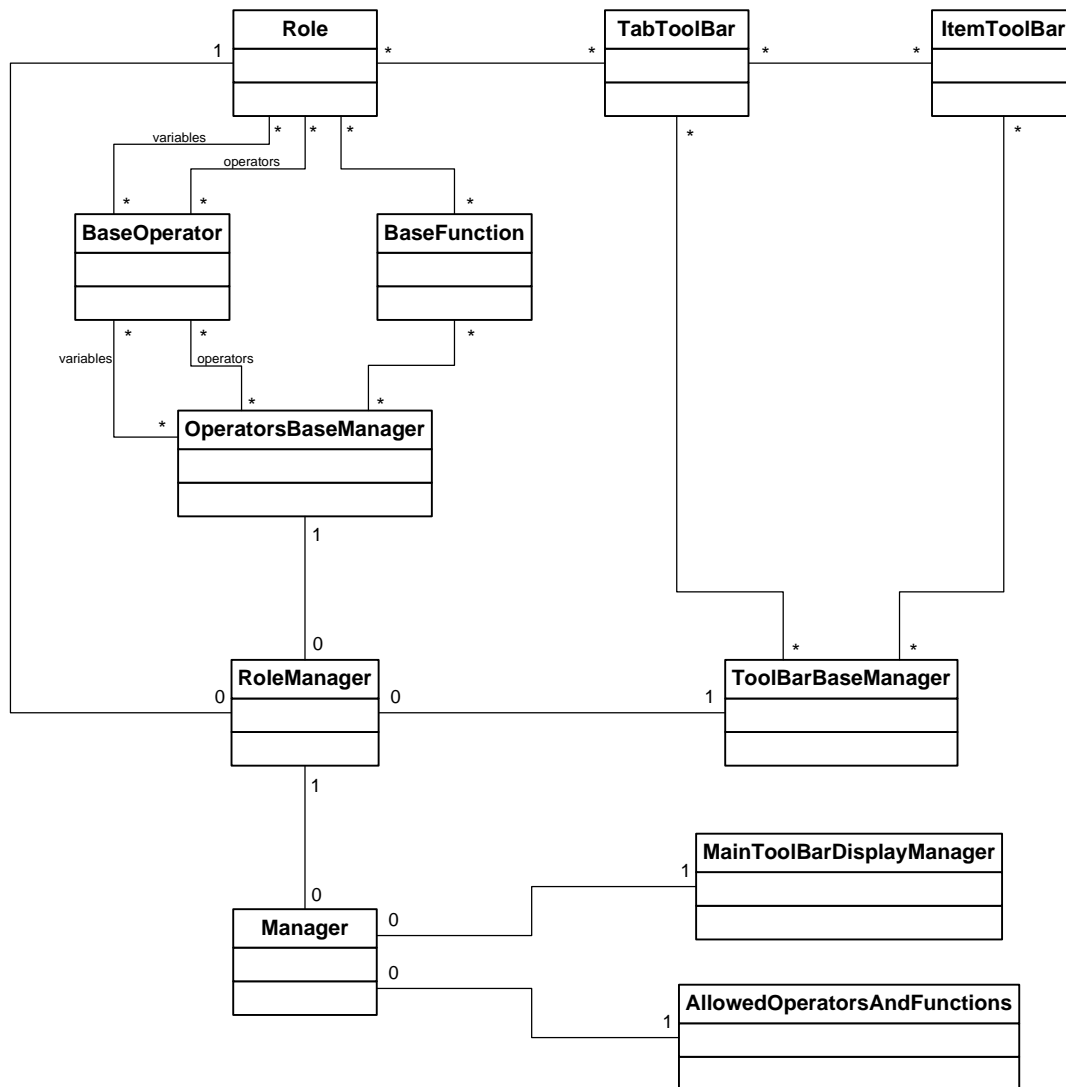 Role
TabToolBar
ItemToolBar
1
*
*
*
*
*
*
*
*
*
variables
operators
*
*
*
BaseOperator
BaseFunction
*
*
*
variables
operators
*
*
*
OperatorsBaseManager
1
0
*
*
RoleManager
ToolBarBaseManager
0
0
1
1
MainToolBarDisplayManager
1
0
0
Manager
0
AllowedOperatorsAndFunctions
1